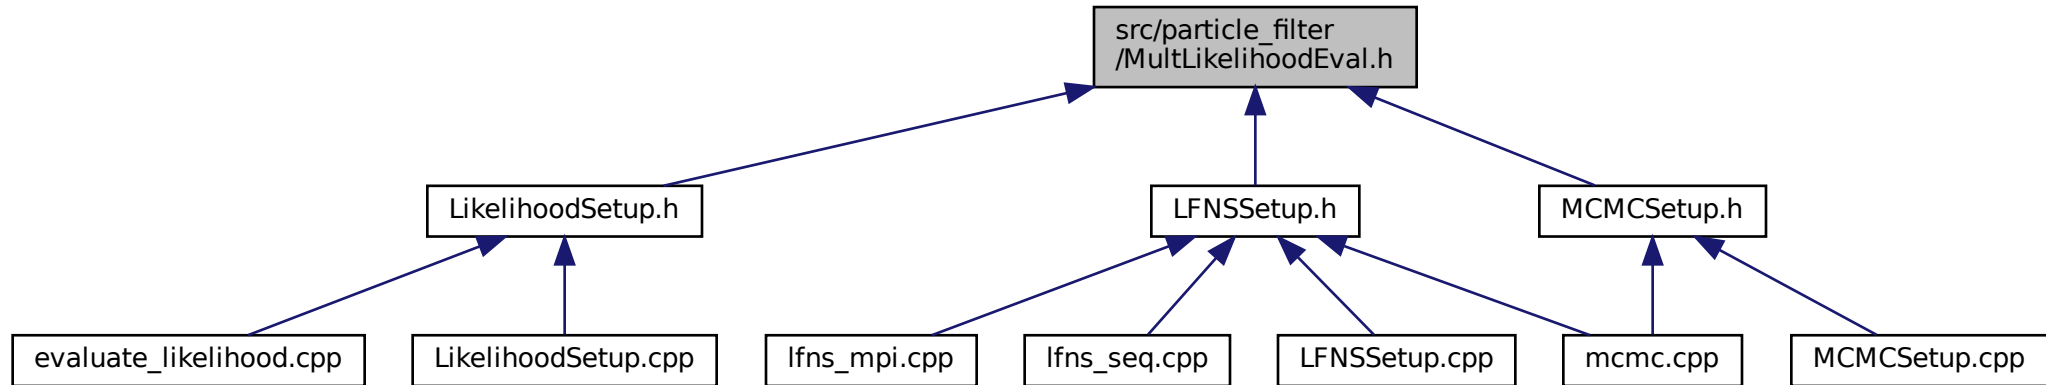 src/particle_filter
/MultLikelihoodEval.h
LikelihoodSetup.h
LFNSSetup.h
MCMCSetup.h
evaluate_likelihood.cpp
LikelihoodSetup.cpp
lfns_mpi.cpp
lfns_seq.cpp
LFNSSetup.cpp
mcmc.cpp
MCMCSetup.cpp